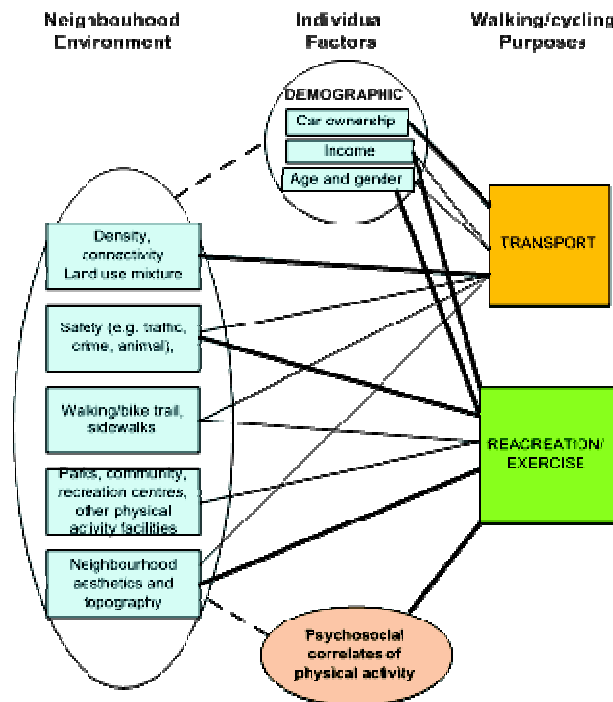 Neighbouhood
Environment
Individua
Factors
Walking/cycling
Purposes
DEMOGRAPHIC
Car ownership
Income
Age and gender
Density,
connectivity
Land use mixture
TRANSPORT
Safety (e.g. traffic,
crime, animal),
Walking/bike trail,
sidewalks
REACREATION/
EXERCISE
Parks, community,
recreation centres,
other physical
activity facilities
Neighbourhood
aesthetics and
topography
Psychosocial
correlates of
physical activity